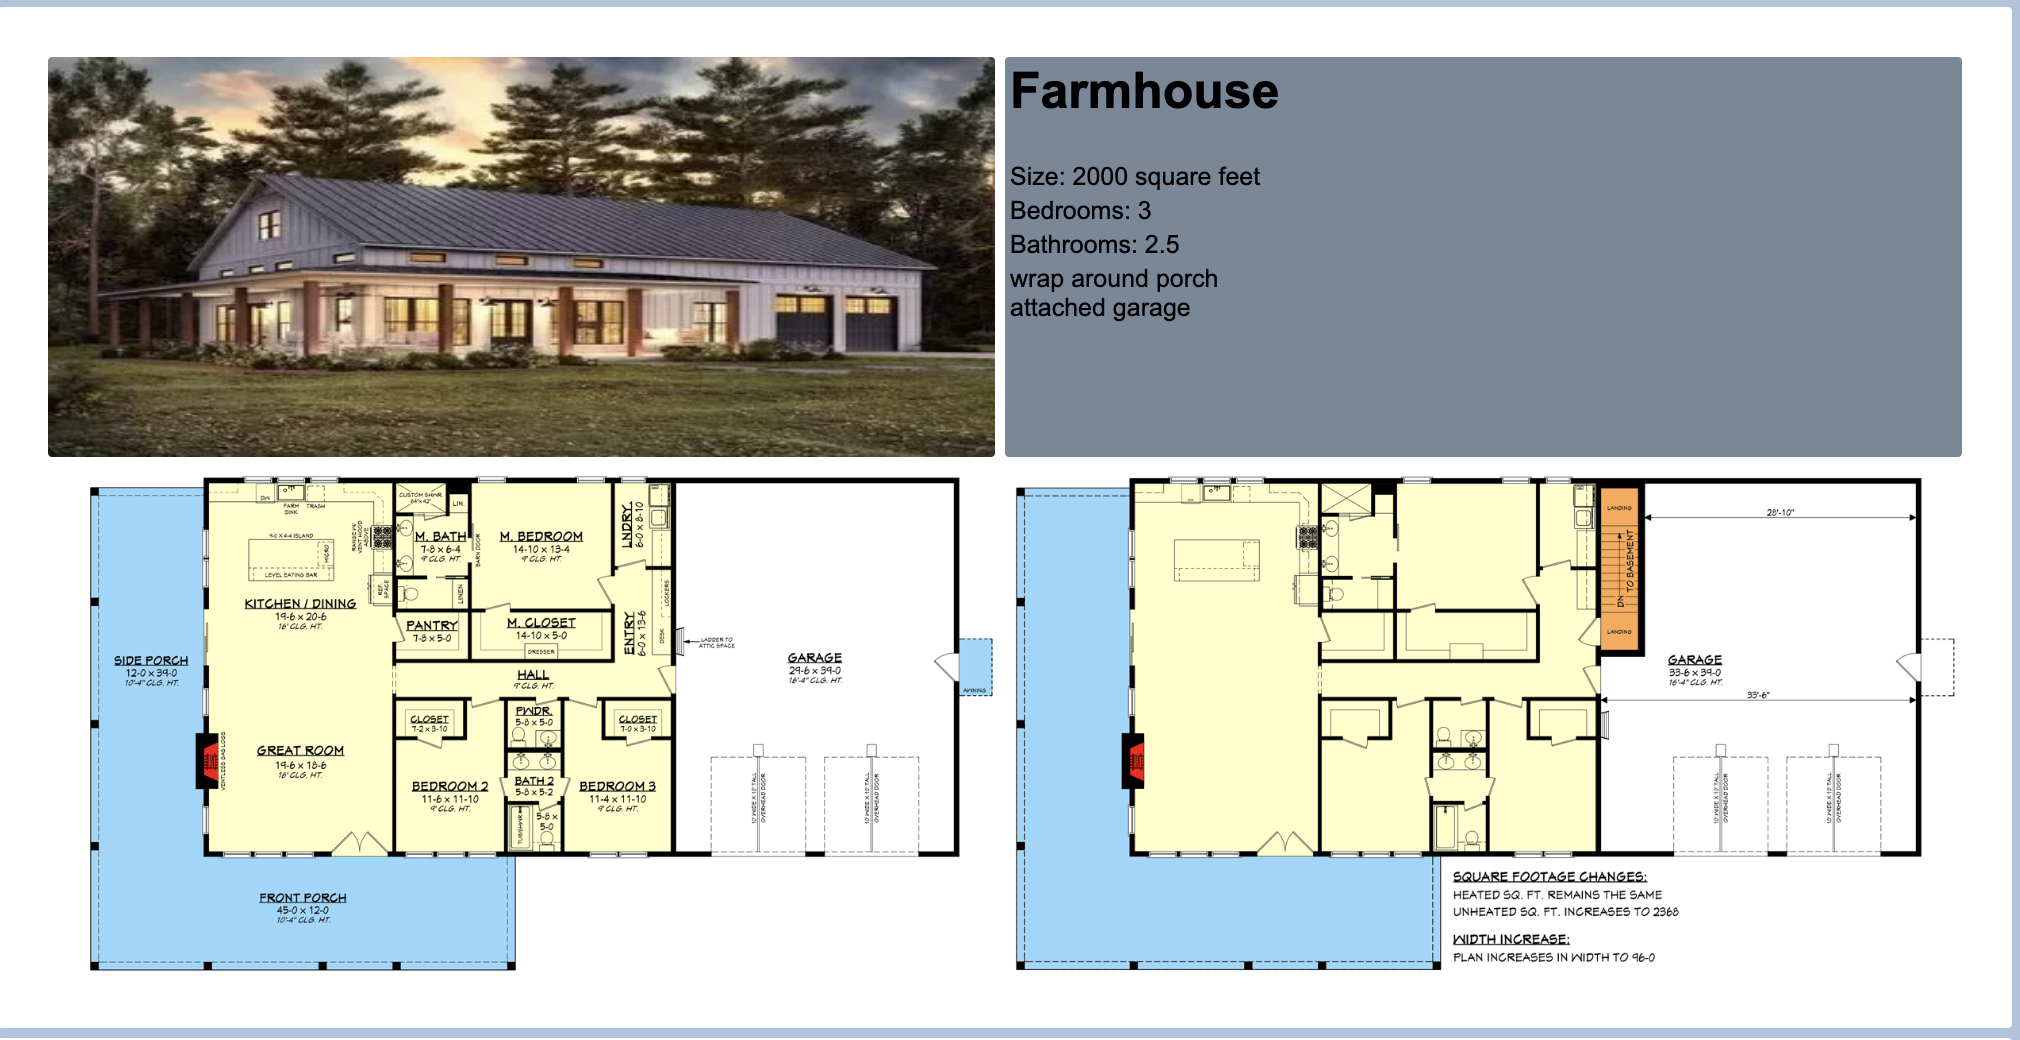 Farmhouse
Size: 2000 square feet
Bedrooms: 3
Bathrooms: 2.5
wrap around porch
attached garage
DW
FARM
SINK
TRASH
RANGE W/
VENT HOOD
ABOVE
9-0 X 4-4 ISLAND
MICRO
LEVEL EATING BAR
REF.
SPACE
KITCHEN / DINING
19-6 x 20-6
16' CLG. HT.
CUSTOM SHWR.
64"x 42"
LIN.
M. BATH
7-8 x 6-4
9' CLG. HT.
BARN DOOR
LINEN
M. BEDROOM
14-10 x 13-4
9' CLG. HT.
LNDRY
6-0 x 8-10
LOCKERS
PANTRY
7-8 x 5-0
M. CLOSET
14-10 x 5-0
DRESSER
ENTRY
6-0 x 13-6
DESK
LADDER TO
ATTIC SPACE
GARAGE
29-6 x 39-0
16'-4" CLG. HT.
AWNING
SIDE PORCH
12-0 x 39-0
10'-4" CLG. HT.
HALL
9' CLG. HT.
CLOSET
7-2 x 3-10
PWDR.
5-8 x 5-0
CLOSET
7-0 x 3-10
VENTLESS GAS LOGS
GREAT ROOM
19-6 x 18-6
16' CLG. HT.
BEDROOM 2
11-6 x 11-10
9' CLG. HT.
BATH 2
5-8 x 5-2
TUB/SHWR
5-8 x
5-0
BEDROOM 3
11-4 x 11-10
9' CLG. HT.
10' WIDE X 10' TALL
OVERHEAD DOOR
10' WIDE X 10' TALL
OVERHEAD DOOR
FRONT PORCH
45-0 x 12-0
10'-4" CLG. HT.
LANDING
DN
TO BASEMENT
LANDING
28'-10"
GARAGE
33-6 x 39-0
16'-4" CLG. HT.
33'-6"
10' WIDE X 10' TALL
OVERHEAD DOOR
10' WIDE X 10' TALL
OVERHEAD DOOR
SQUARE FOOTAGE CHANGES:
HEATED SQ. FT. REMAINS THE SAME
UNHEATED SQ. FT. INCREASES TO 2368
WIDTH INCREASE:
PLAN INCREASES IN WIDTH TO 96-0